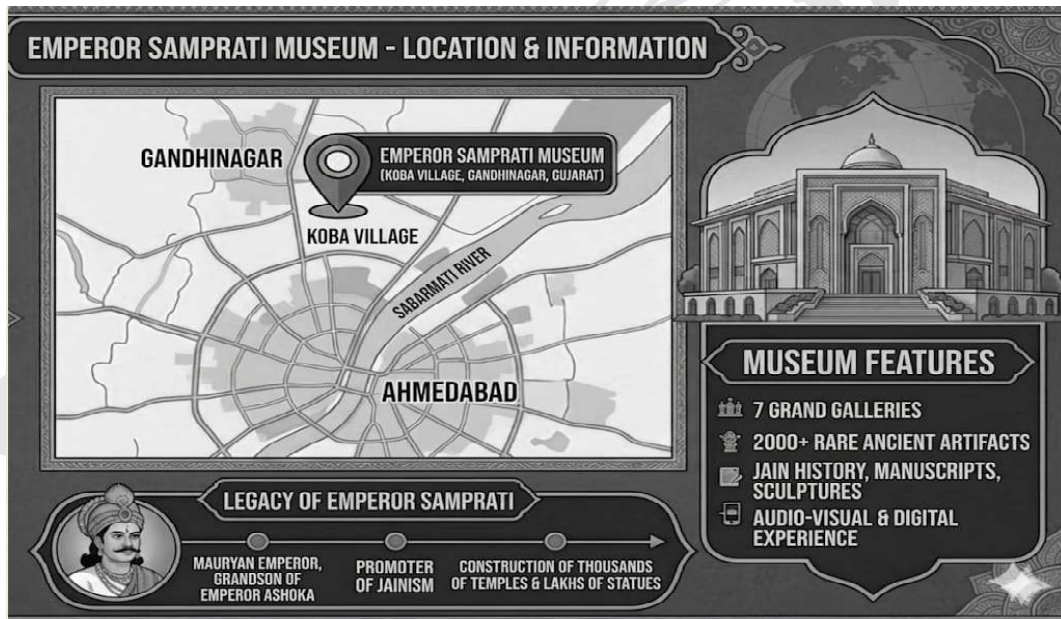 EMPEROR SAMPRATI MUSEUM - LOCATION & INFORMATION
GANDHINAGAR
EMPEROR SAMPRATI MUSEUM
(KOBA VILLAGE, GANDHINAGAR, GUJARAT)
KOBA VILLAGE
SABARMATI RIVER
AHMEDABAD
MUSEUM FEATURES
7 GRAND GALLERIES
2000+ RARE ANCIENT ARTIFACTS
JAIN HISTORY, MANUSCRIPTS,
SCULPTURES
AUDIO-VISUAL & DIGITAL
EXPERIENCE
LEGACY OF EMPEROR SAMPRATI
MAURYAN EMPEROR,
GRANDSON OF
EMPEROR ASHOKA
PROMOTER
OF JAINISM
CONSTRUCTION OF THOUSANDS
OF TEMPLES & LAKHS OF STATUES